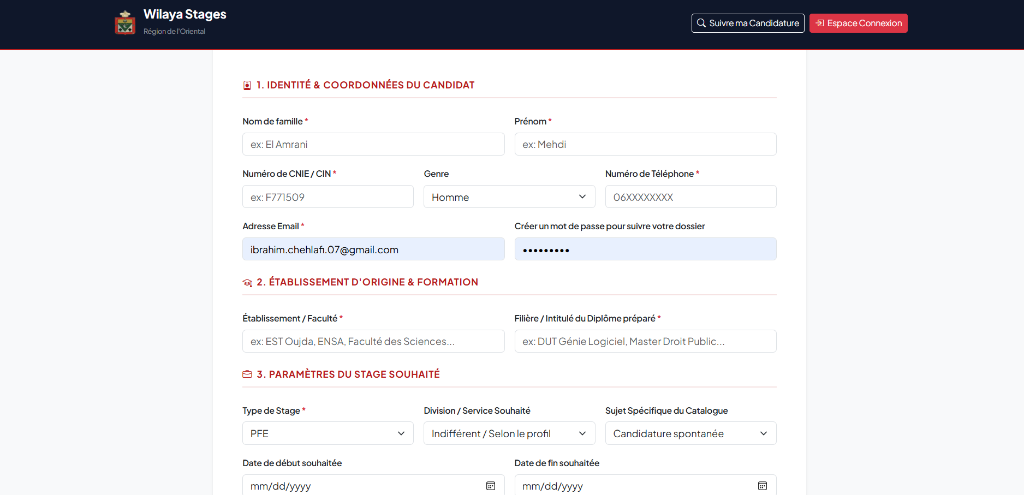 Wilaya Stages
Région de l'Oriental
Suivre ma Candidature
Espace Connexion
1. IDENTITÉ & COORDONNÉES DU CANDIDAT
Nom de famille * Prénom *
ex: El Amrani ex: Mehdi
Numéro de CNIE / CIN * Genre Numéro de Téléphone *
ex: F771509 Homme 06XXXXXXXX
Adresse Email * Créer un mot de passe pour suivre votre dossier
ibrahim.chehlafi.07@gmail.com •••••••••
2. ÉTABLISSEMENT D'ORIGINE & FORMATION
Établissement / Faculté * Filière / Intitulé du Diplôme préparé *
ex: EST Oujda, ENSA, Faculté des Sciences... ex: DUT Génie Logiciel, Master Droit Public...
3. PARAMÈTRES DU STAGE SOUHAITÉ
Type de Stage * Division / Service Souhaité Sujet Spécifique du Catalogue
PFE Indifférent / Selon le profil Candidature spontanée
Date de début souhaitée Date de fin souhaitée
mm/dd/yyyy mm/dd/yyyy